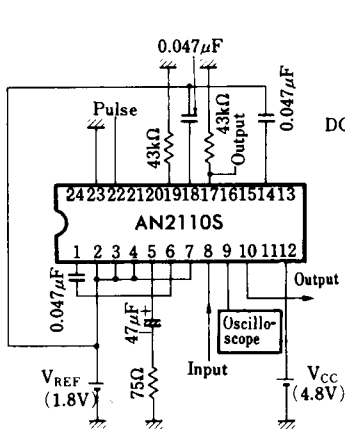 0.047μF
0.047μF
Pulse
43kΩ
43kΩ
Output
DC
24 23 22 21 20 19 18 17 16 15 14 13
AN2110S
1 2 3 4 5 6 7 8 9 10 11 12
0.047μF
47μF
+
Output
Oscillo-
scope
Input
75Ω
VREF
(1.8V)
VCC
(4.8V)